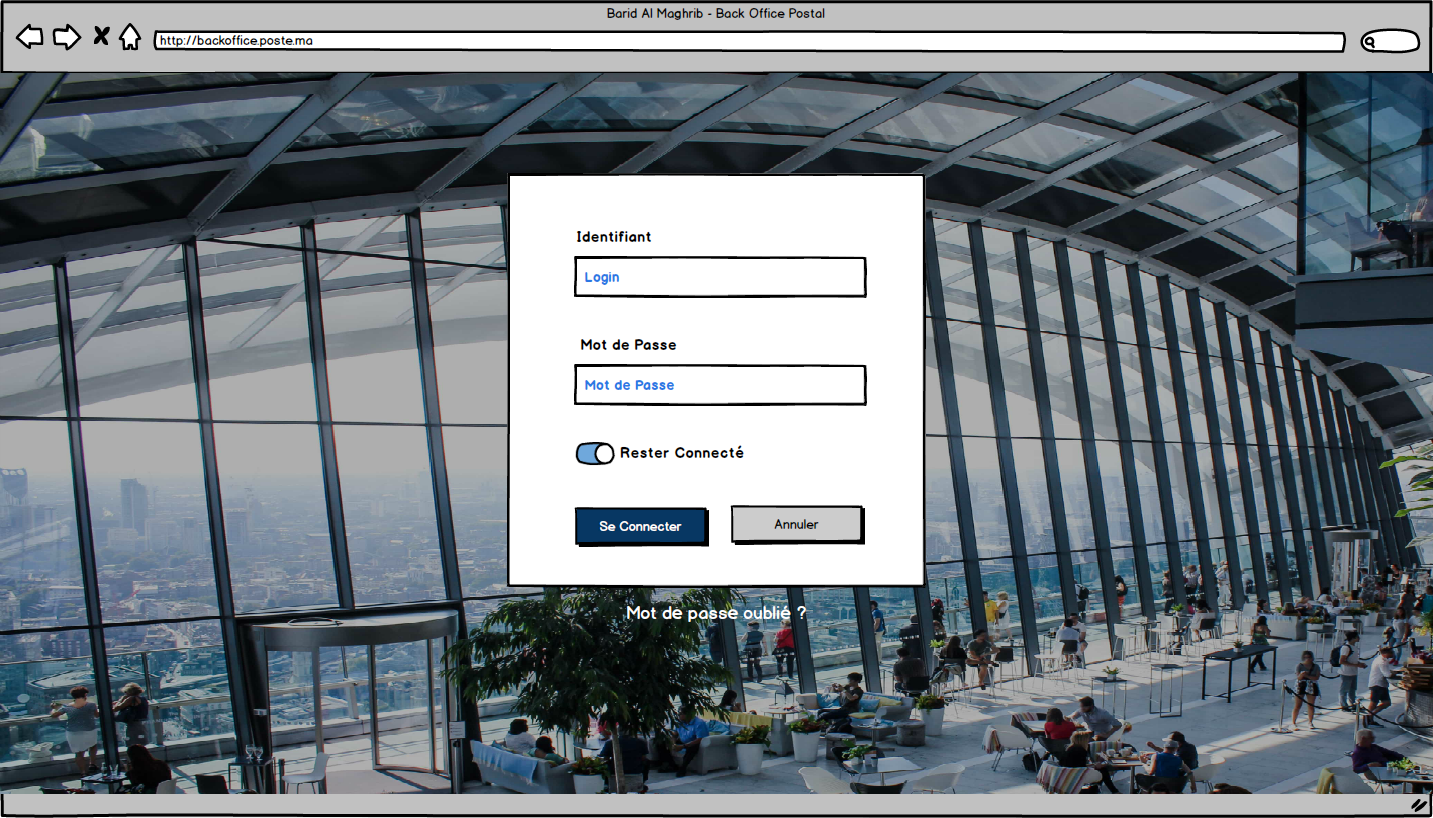 Barid Al Maghrib - Back Office Postal
http://backoffice.poste.ma
Identifiant
Login
Mot de Passe
Mot de Passe
Rester Connecté
Se Connecter
Annuler
Mot de passe oublié ?